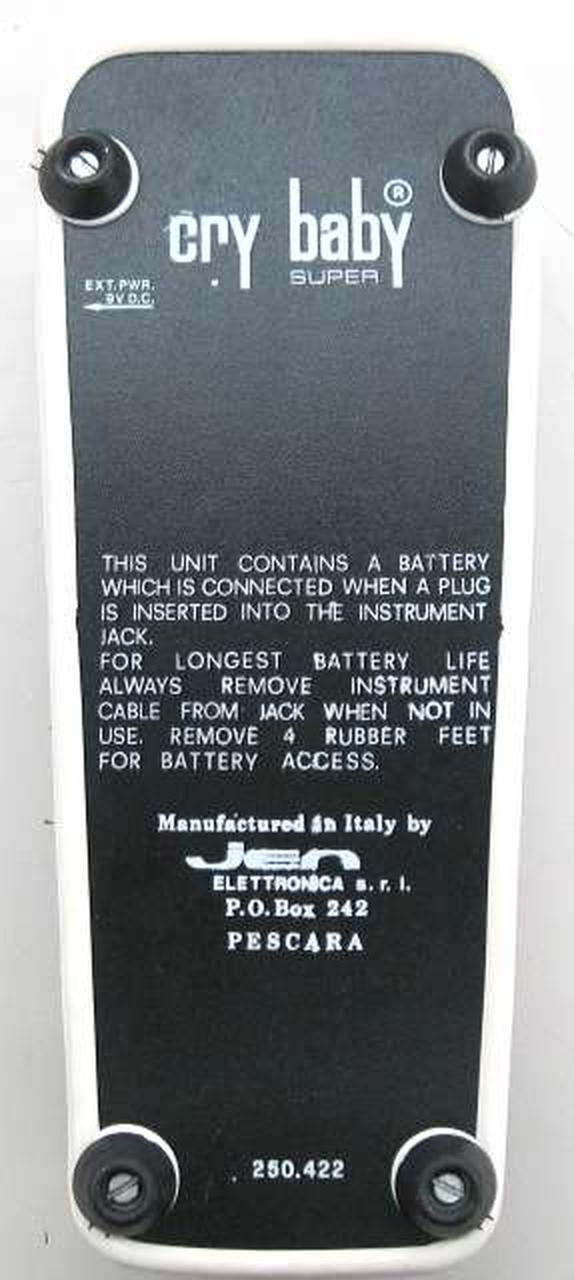 cry baby®
SUPER
EXT.PWR.
9V D.C.
THIS UNIT CONTAINS A BATTERY
WHICH IS CONNECTED WHEN A PLUG
IS INSERTED INTO THE INSTRUMENT
JACK.
FOR LONGEST BATTERY LIFE
ALWAYS REMOVE INSTRUMENT
CABLE FROM JACK WHEN NOT IN
USE. REMOVE 4 RUBBER FEET
FOR BATTERY ACCESS.
Manufactured in Italy by
Jen
ELETTRONICA s. r. l.
P.O. Box 242
PESCARA
250.422